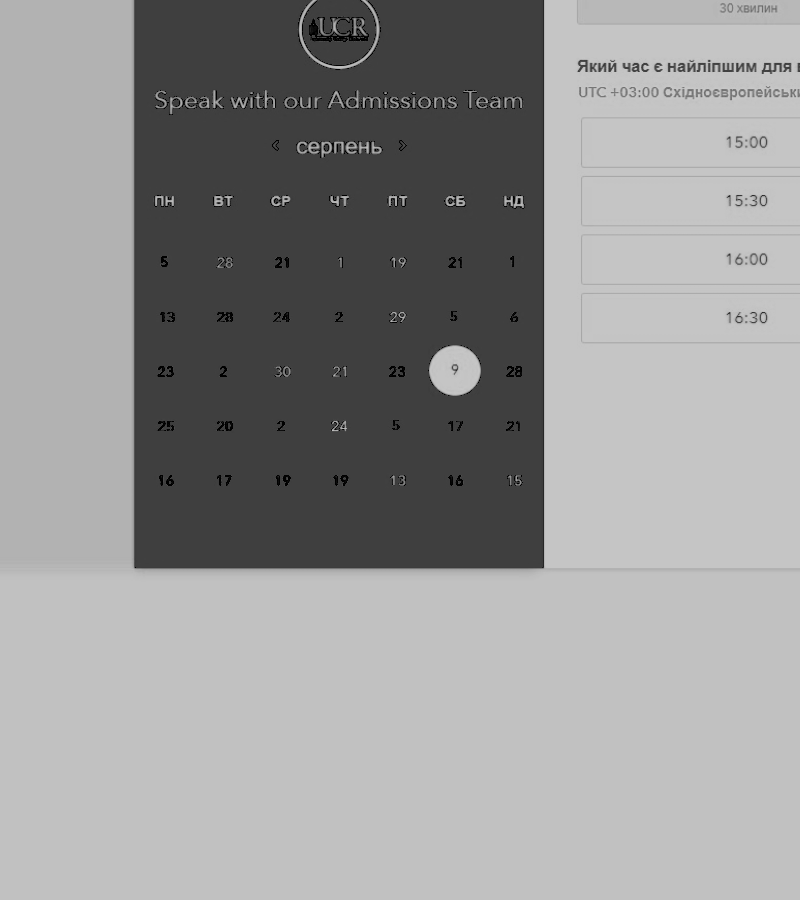 30 хвилин
UCR
Speak with our Admissions Team
серпень
ПН ВТ СР ЧТ ПТ СБ НД
5 28 21 1 19 21 1
13 28 24 2 29 5 6
23 2 30 21 23 9 28
25 20 2 24 5 17 21
16 17 19 19 13 16 15
Який час є найліпшим для
UTC +03:00 Східноєвропейськи
15:00
15:30
16:00
16:30